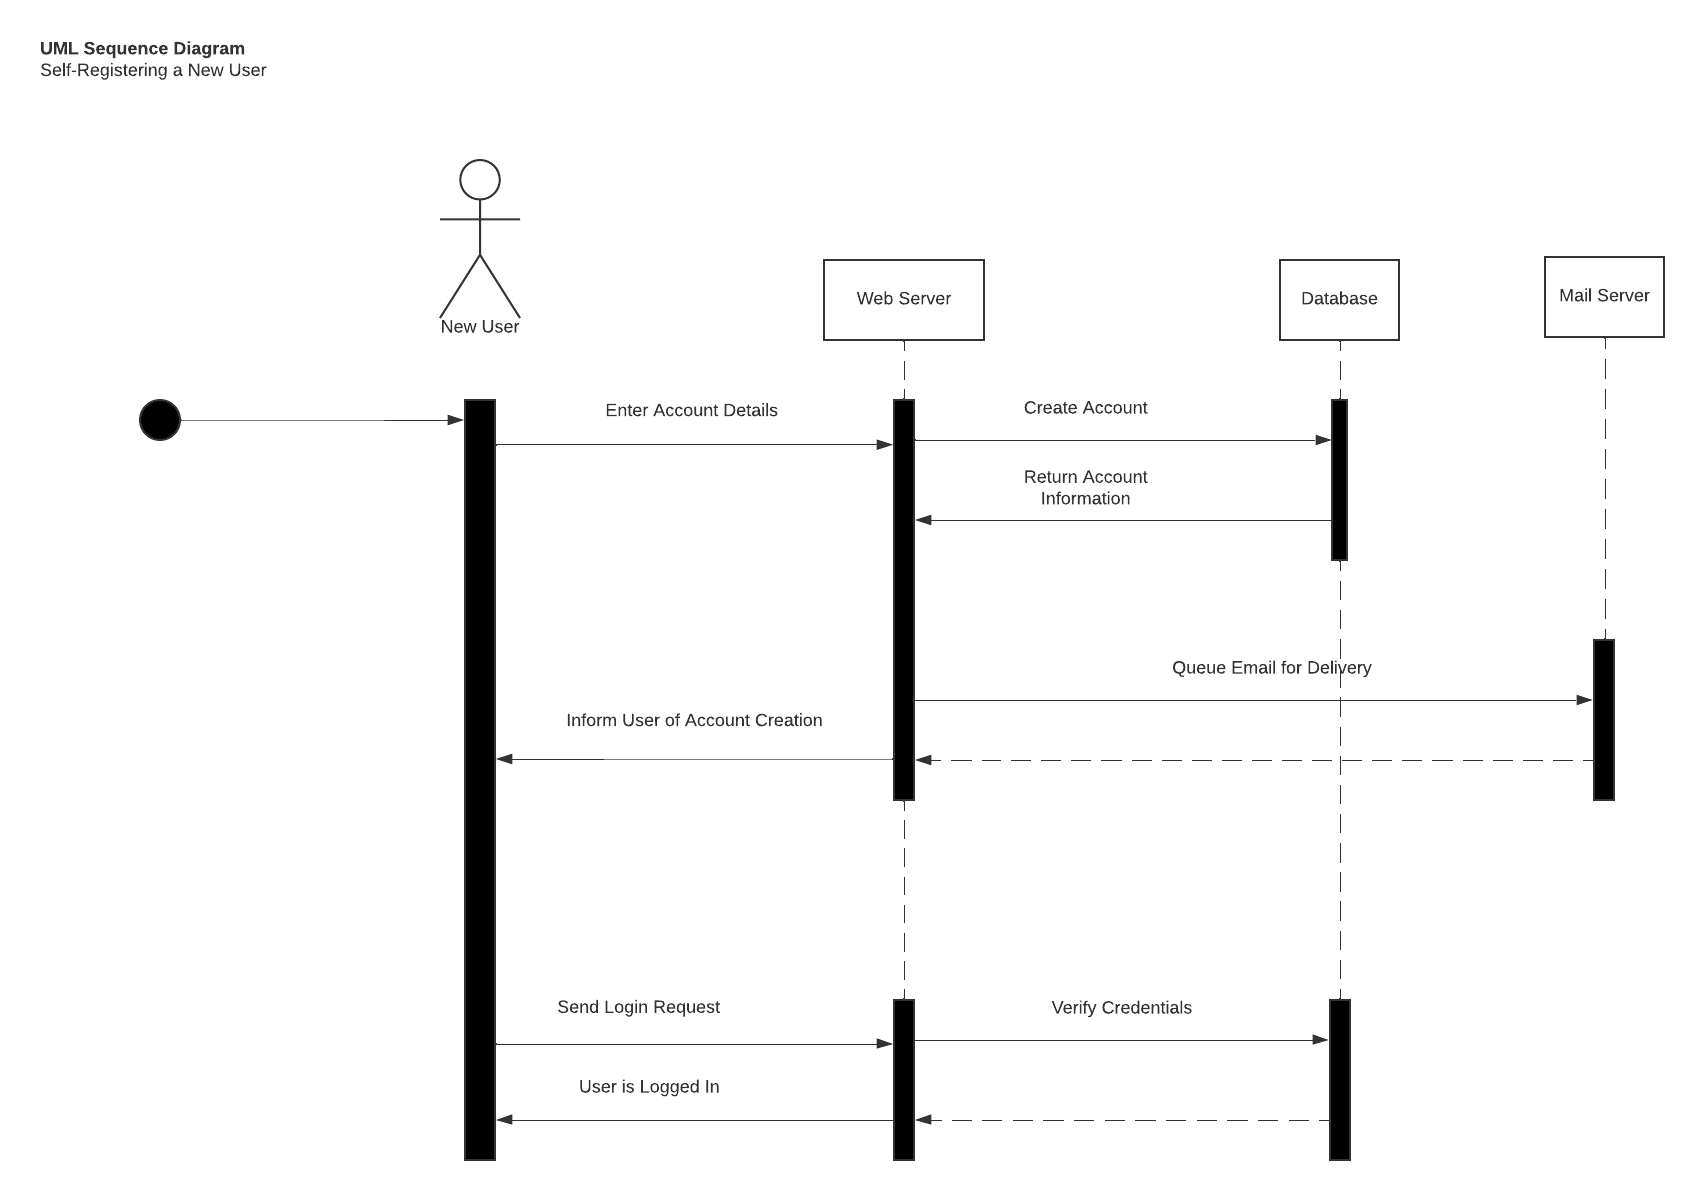 UML Sequence Diagram
Self-Registering a New User
New User
Web Server
Database
Mail Server
Enter Account Details
Create Account
Return Account
Information
Queue Email for Delivery
Inform User of Account Creation
Send Login Request
Verify Credentials
User is Logged In